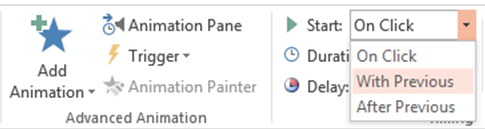 Add
Animation
Animation Pane
Trigger
Animation Painter
Advanced Animation
Start: On Click
Durati
Delay:
On Click
With Previous
After Previous